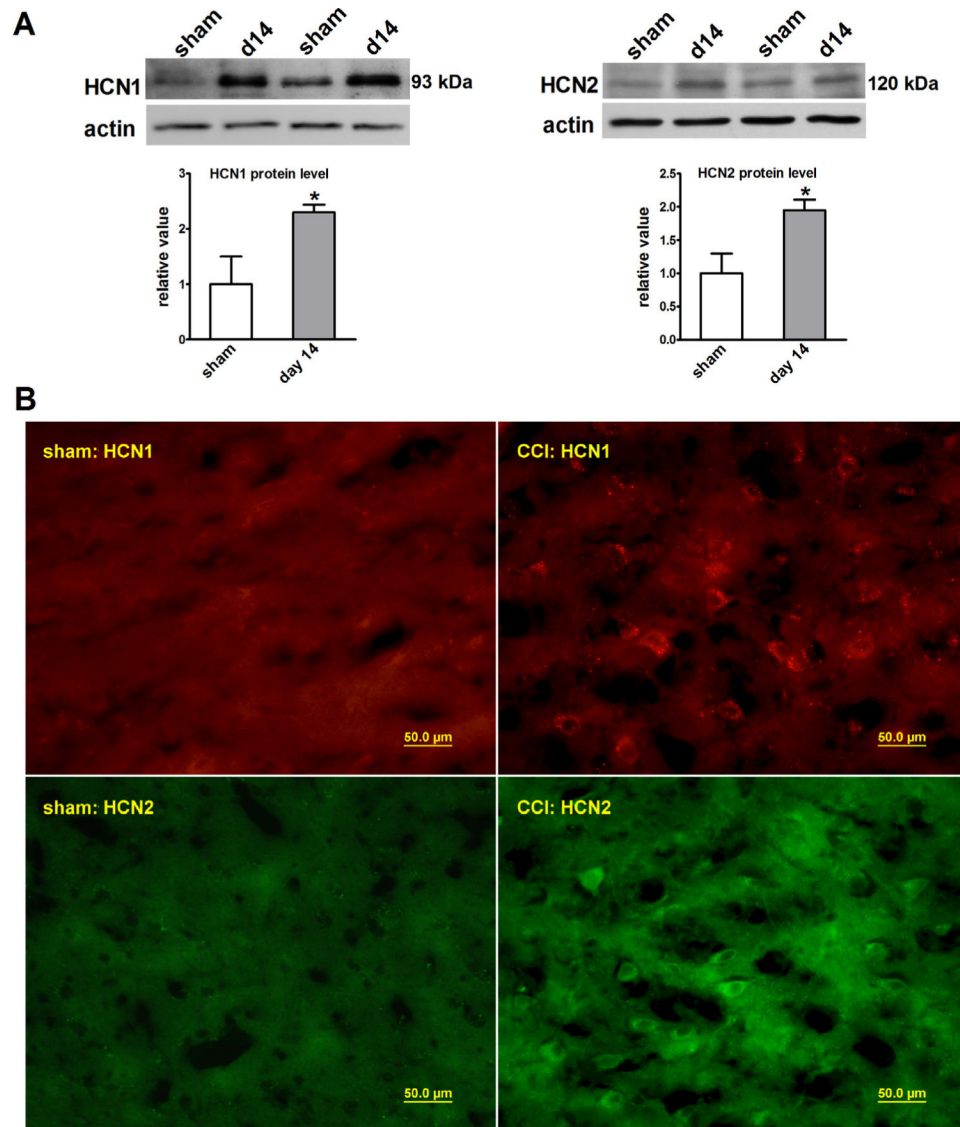 A
sham d14 sham d14
HCN1 93 kDa
actin
HCN1 protein level
3
2
1
0
relative value
*
sham
day 14
sham d14 sham d14
HCN2 120 kDa
actin
HCN2 protein level
2.5
2.0
1.5
1.0
0.5
0.0
relative value
*
sham
day 14
B
sham: HCN1
50.0 µm
CCI: HCN1
50.0 µm
sham: HCN2
50.0 µm
CCI: HCN2
50.0 µm